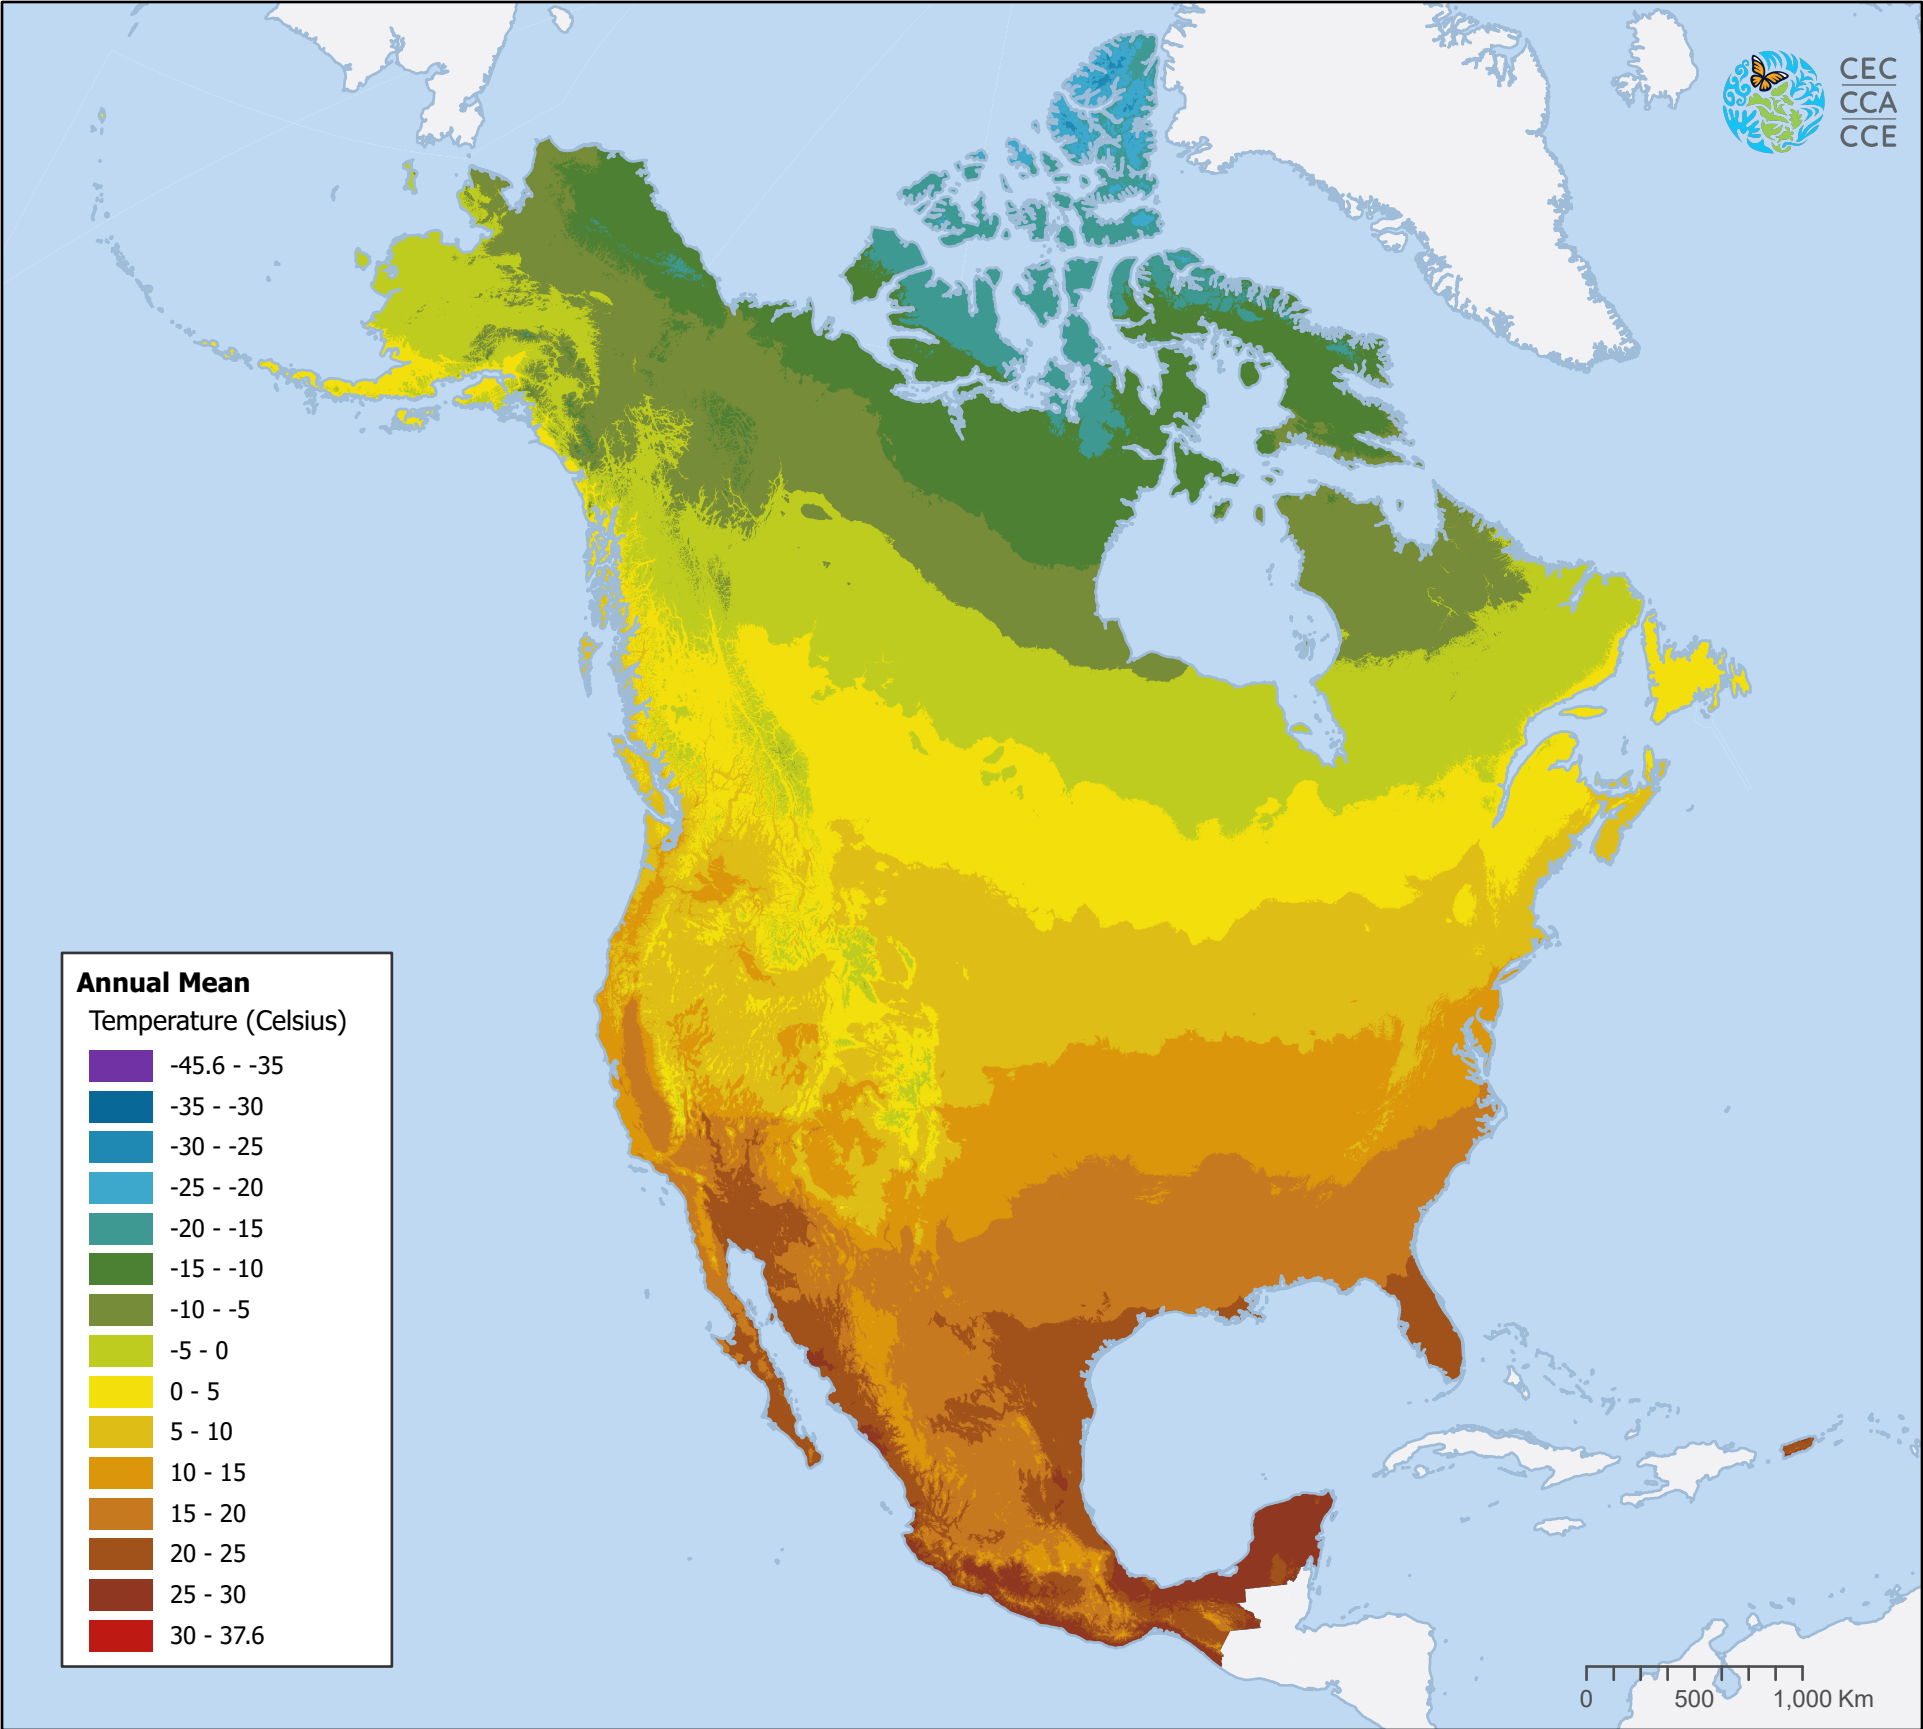 CEC
CCA
CCE
Annual Mean
Temperature (Celsius)
-45.6 - -35
-35 - -30
-30 - -25
-25 - -20
-20 - -15
-15 - -10
-10 - -5
-5 - 0
0 - 5
5 - 10
10 - 15
15 - 20
20 - 25
25 - 30
30 - 37.6
0 500 1,000 Km